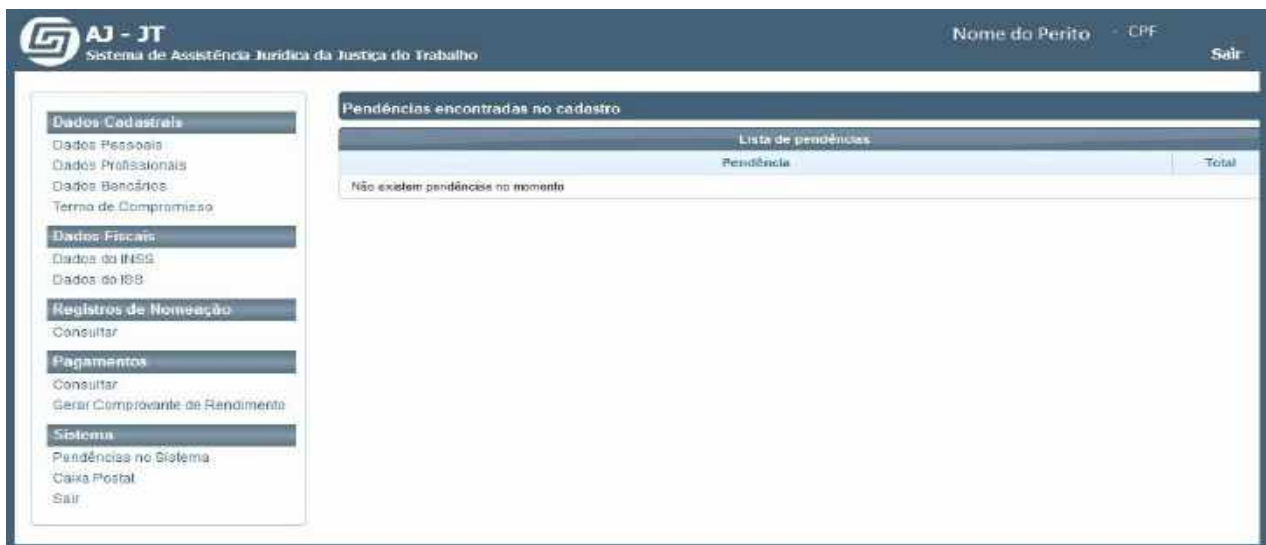 AJ - JT
Sistema de Assistência Jurídica da Justiça do Trabalho
Nome do Perito - CPF
Sair
Dados Cadastrais
Dados Pessoais
Dados Profissionais
Dados Bancários
Termo de Compromisso
Dados Fiscais
Dados do INSS
Dados do ISS
Registros de Nomeação
Consultar
Pagamentos
Consultar
Gerar Comprovante de Rendimento
Sistema
Pendências no Sistema
Caixa Postal
Sair
Pendências encontradas no cadastro
Lista de pendências
Pendência Total
Não existem pendências no momento